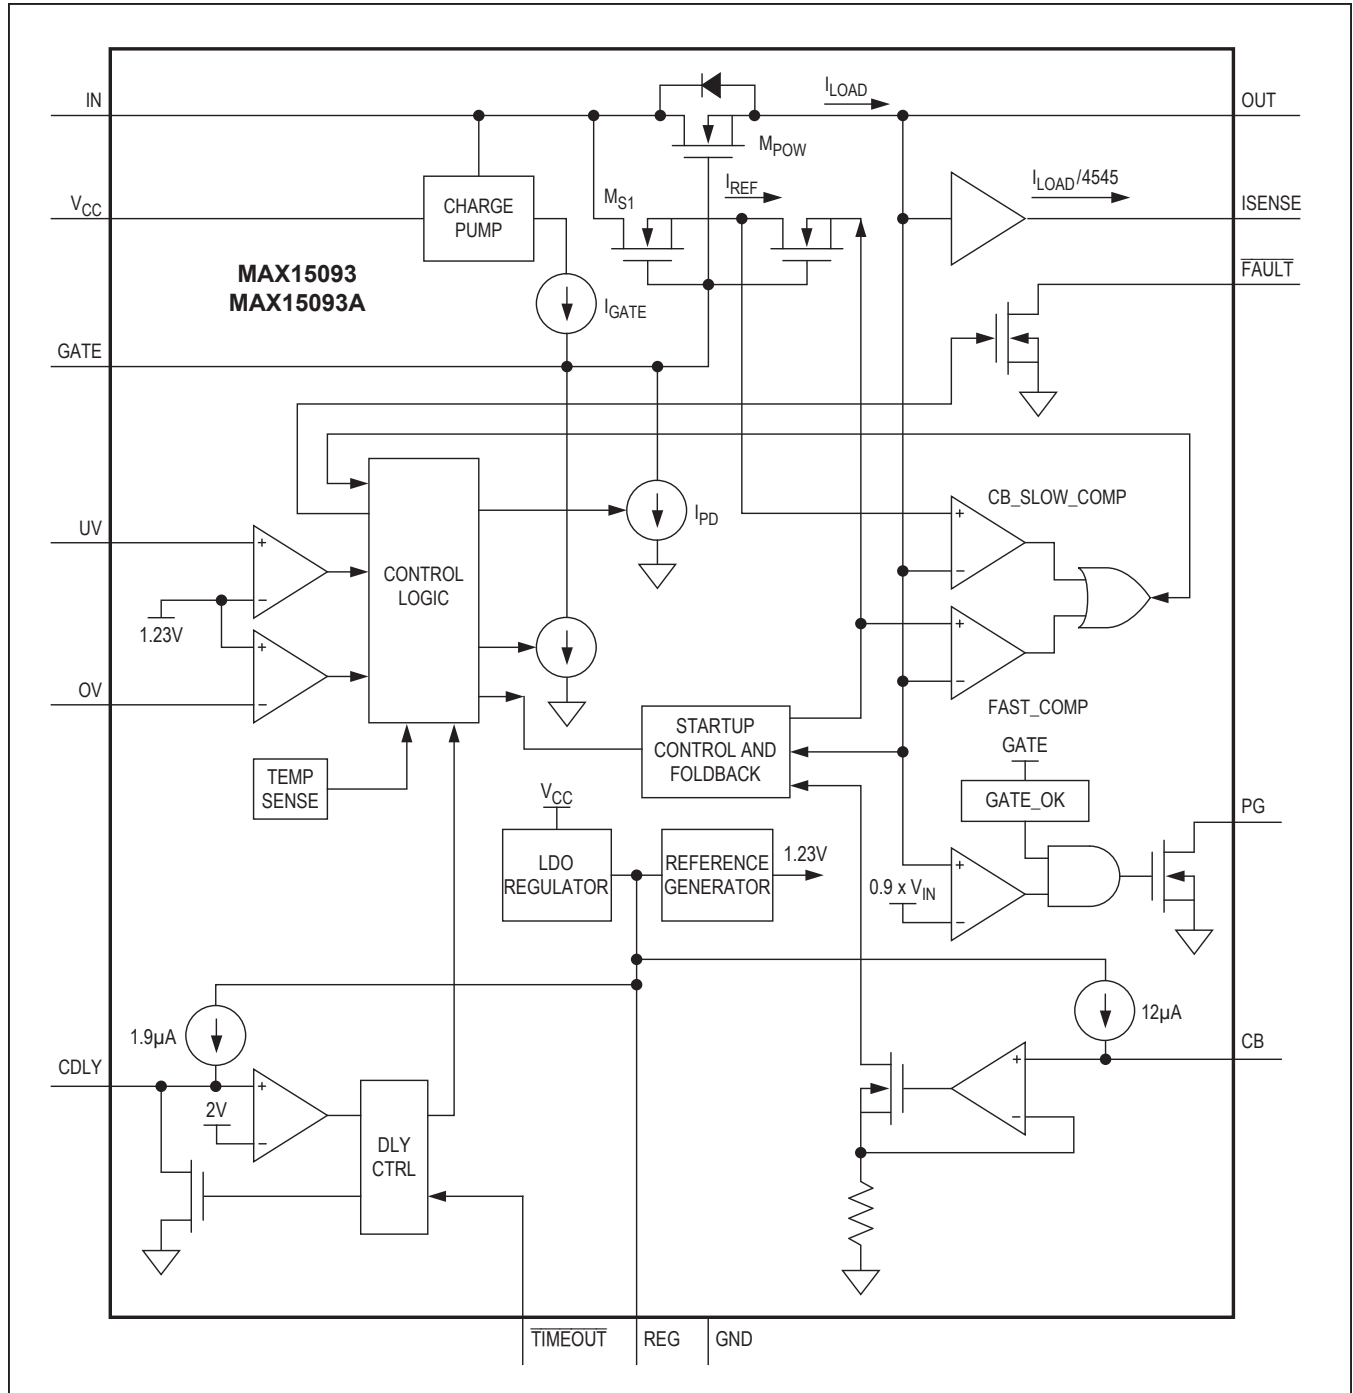 IN
I_LOAD
OUT
M_POW
V_CC
CHARGE
PUMP
M_S1
I_REF
I_LOAD/4545
ISENSE
MAX15093
MAX15093A
I_GATE
FAULT
GATE
UV
CONTROL
LOGIC
I_PD
CB_SLOW_COMP
+
−
+
−
1.23V
+
−
+
−
OV
FAST_COMP
STARTUP
CONTROL AND
FOLDBACK
TEMP
SENSE
GATE
GATE_OK
PG
V_CC
LDO
REGULATOR
REFERENCE
GENERATOR
1.23V
0.9 x V_IN
+
−
1.9µA
12µA
CDLY
CB
+
−
2V
+
−
DLY
CTRL
TIMEOUT
REG
GND